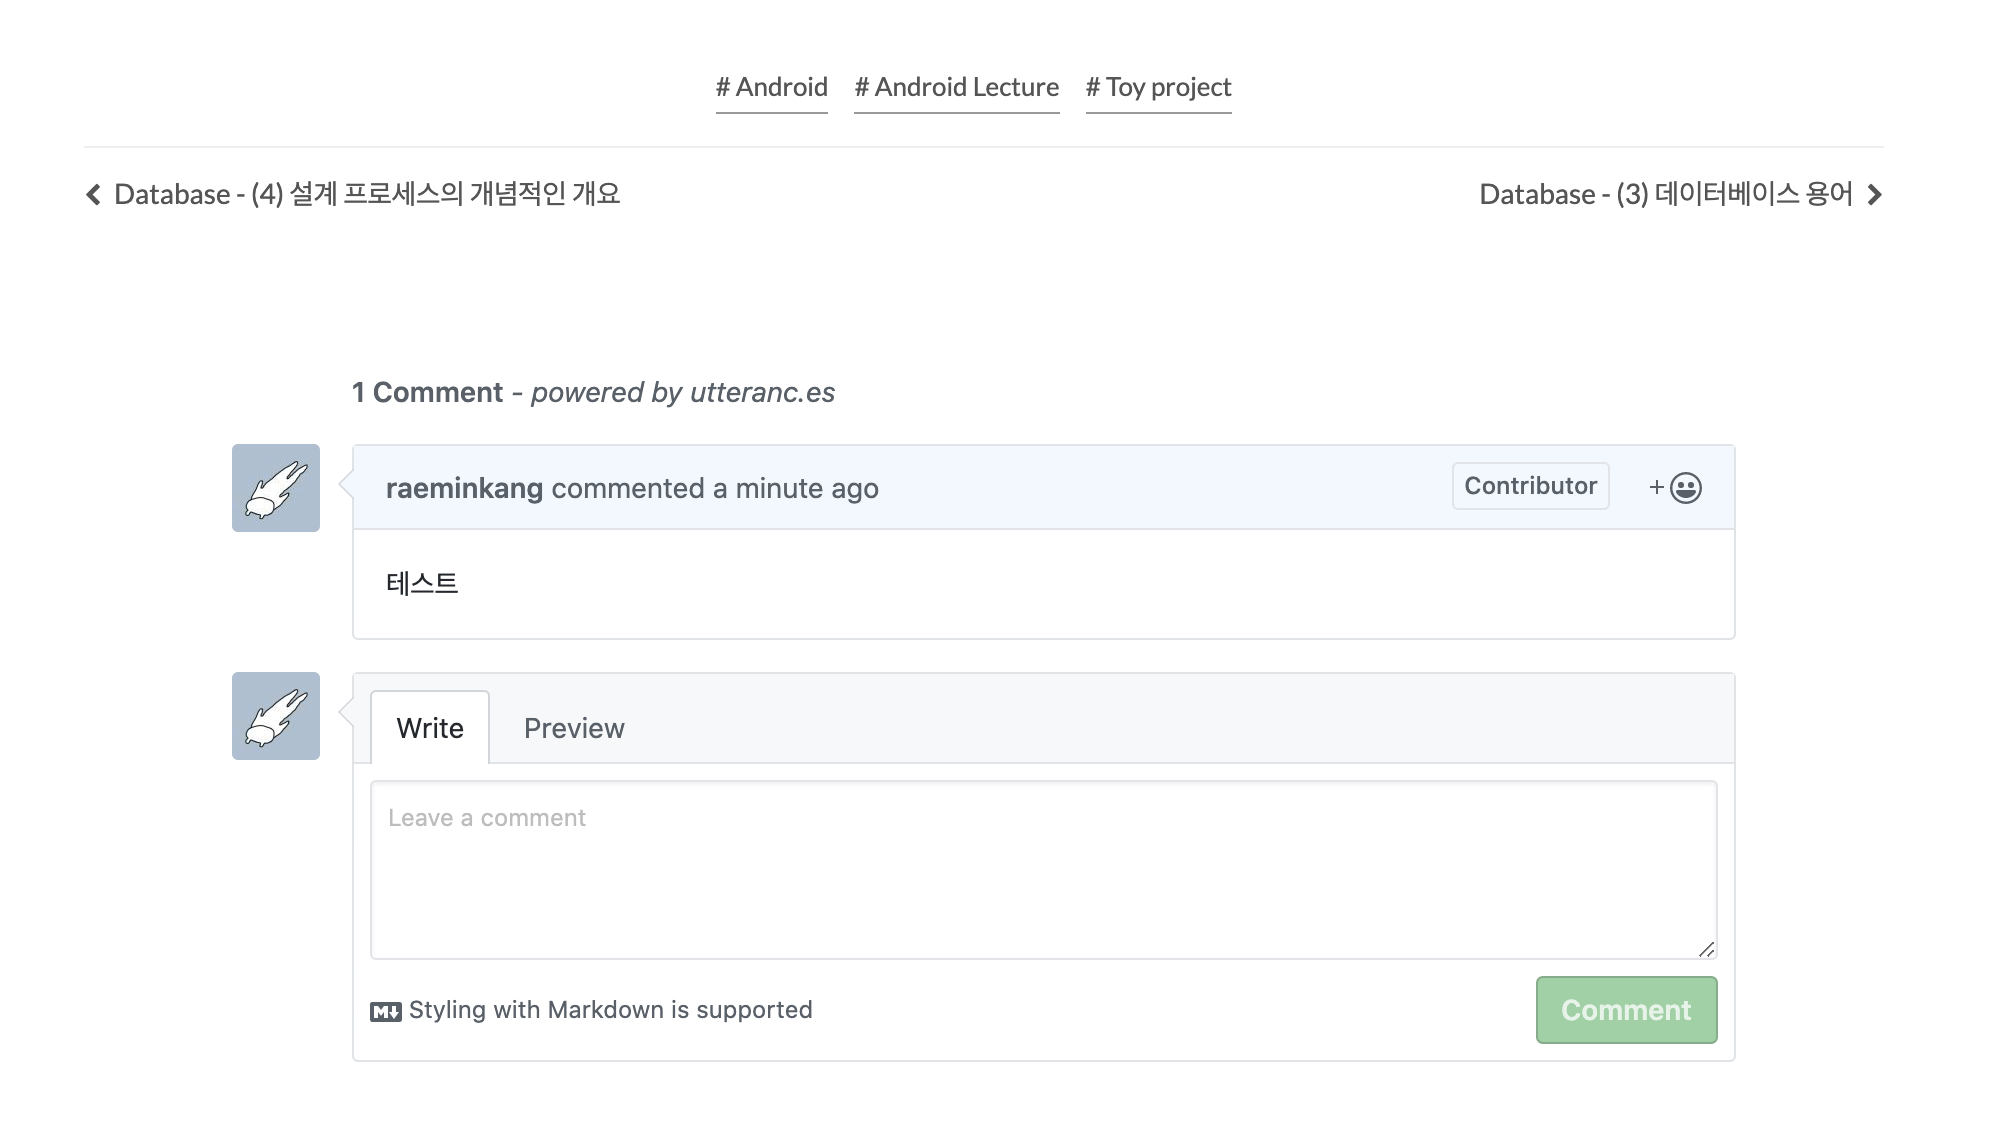 # Android # Android Lecture # Toy project
Database - (4) 설계 프로세스의 개념적인 개요
Database - (3) 데이터베이스 용어
1 Comment - powered by utteranc.es
raeminkang commented a minute ago
Contributor
테스트
Write Preview
Leave a comment
Styling with Markdown is supported
Comment